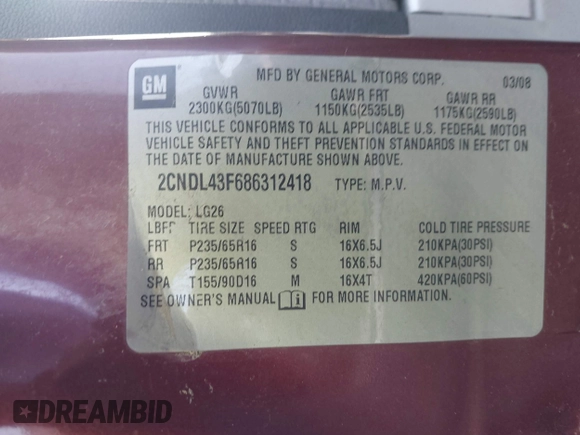 GM
MFD BY GENERAL MOTORS CORP. 03/08
GVWR GAWR FRT GAWR RR
2300KG(5070LB) 1150KG(2535LB) 1175KG(2590LB)
THIS VEHICLE CONFORMS TO ALL APPLICABLE U.S. FEDERAL MOTOR
VEHICLE SAFETY AND THEFT PREVENTION STANDARDS IN EFFECT ON
THE DATE OF MANUFACTURE SHOWN ABOVE.
2CNDL43F686312418 TYPE: M.P.V.
MODEL: LG26
TIRE SIZE SPEED RTG RIM COLD TIRE PRESSURE
FRT P235/65R16 S 16X6.5J 210KPA(30PSI)
RR P235/65R16 S 16X6.5J 210KPA(30PSI)
SPA T155/90D16 M 16X4T 420KPA(60PSI)
SEE OWNER'S MANUAL FOR MORE INFORMATION.
DREAMBID